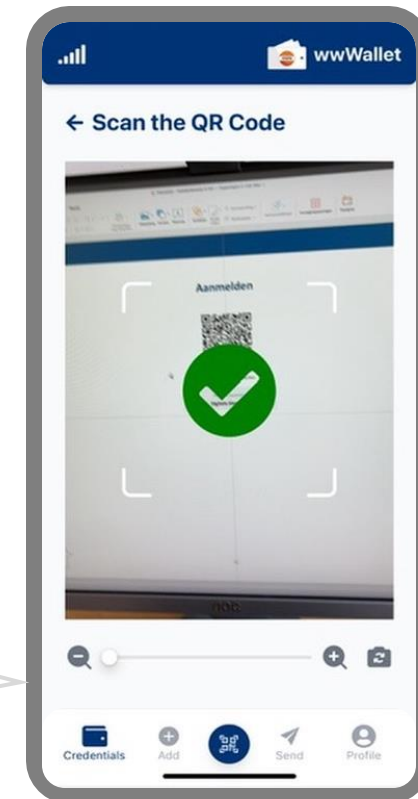 wwWallet
← Scan the QR Code
Aanmelden
Credentials
Add
Send
Profile